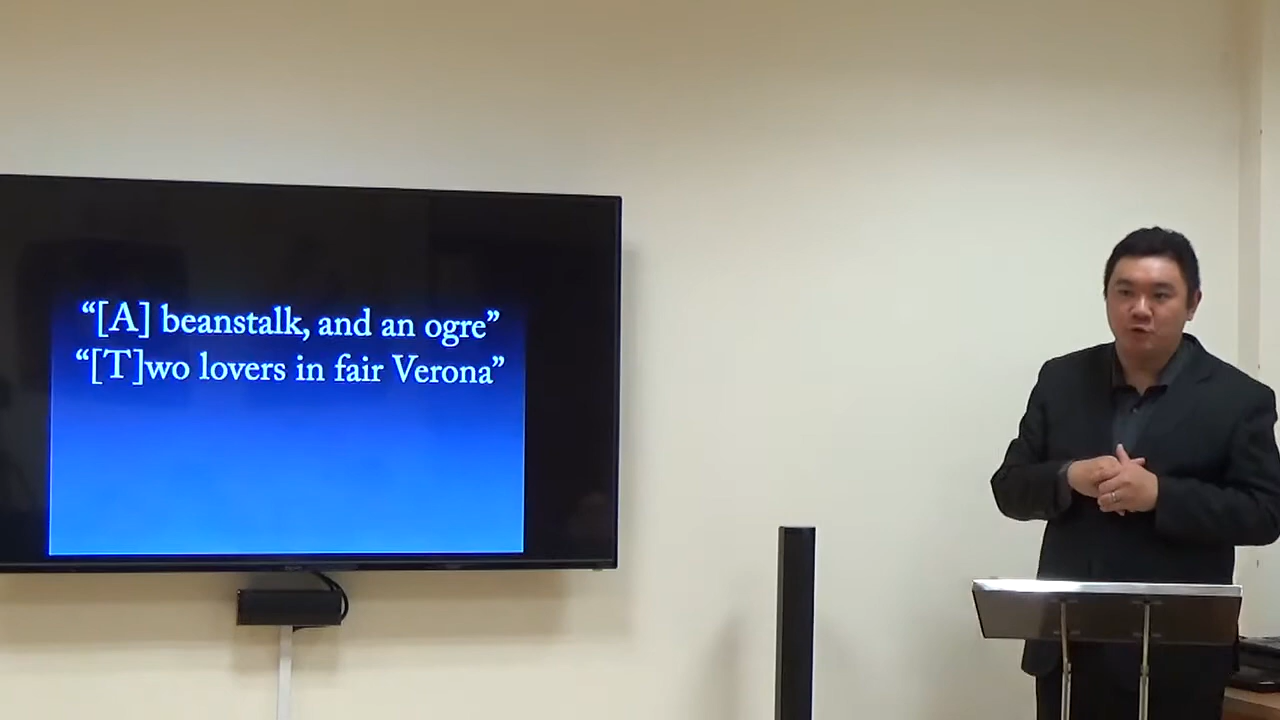 “[A] beanstalk, and an ogre”
“[T]wo lovers in fair Verona”